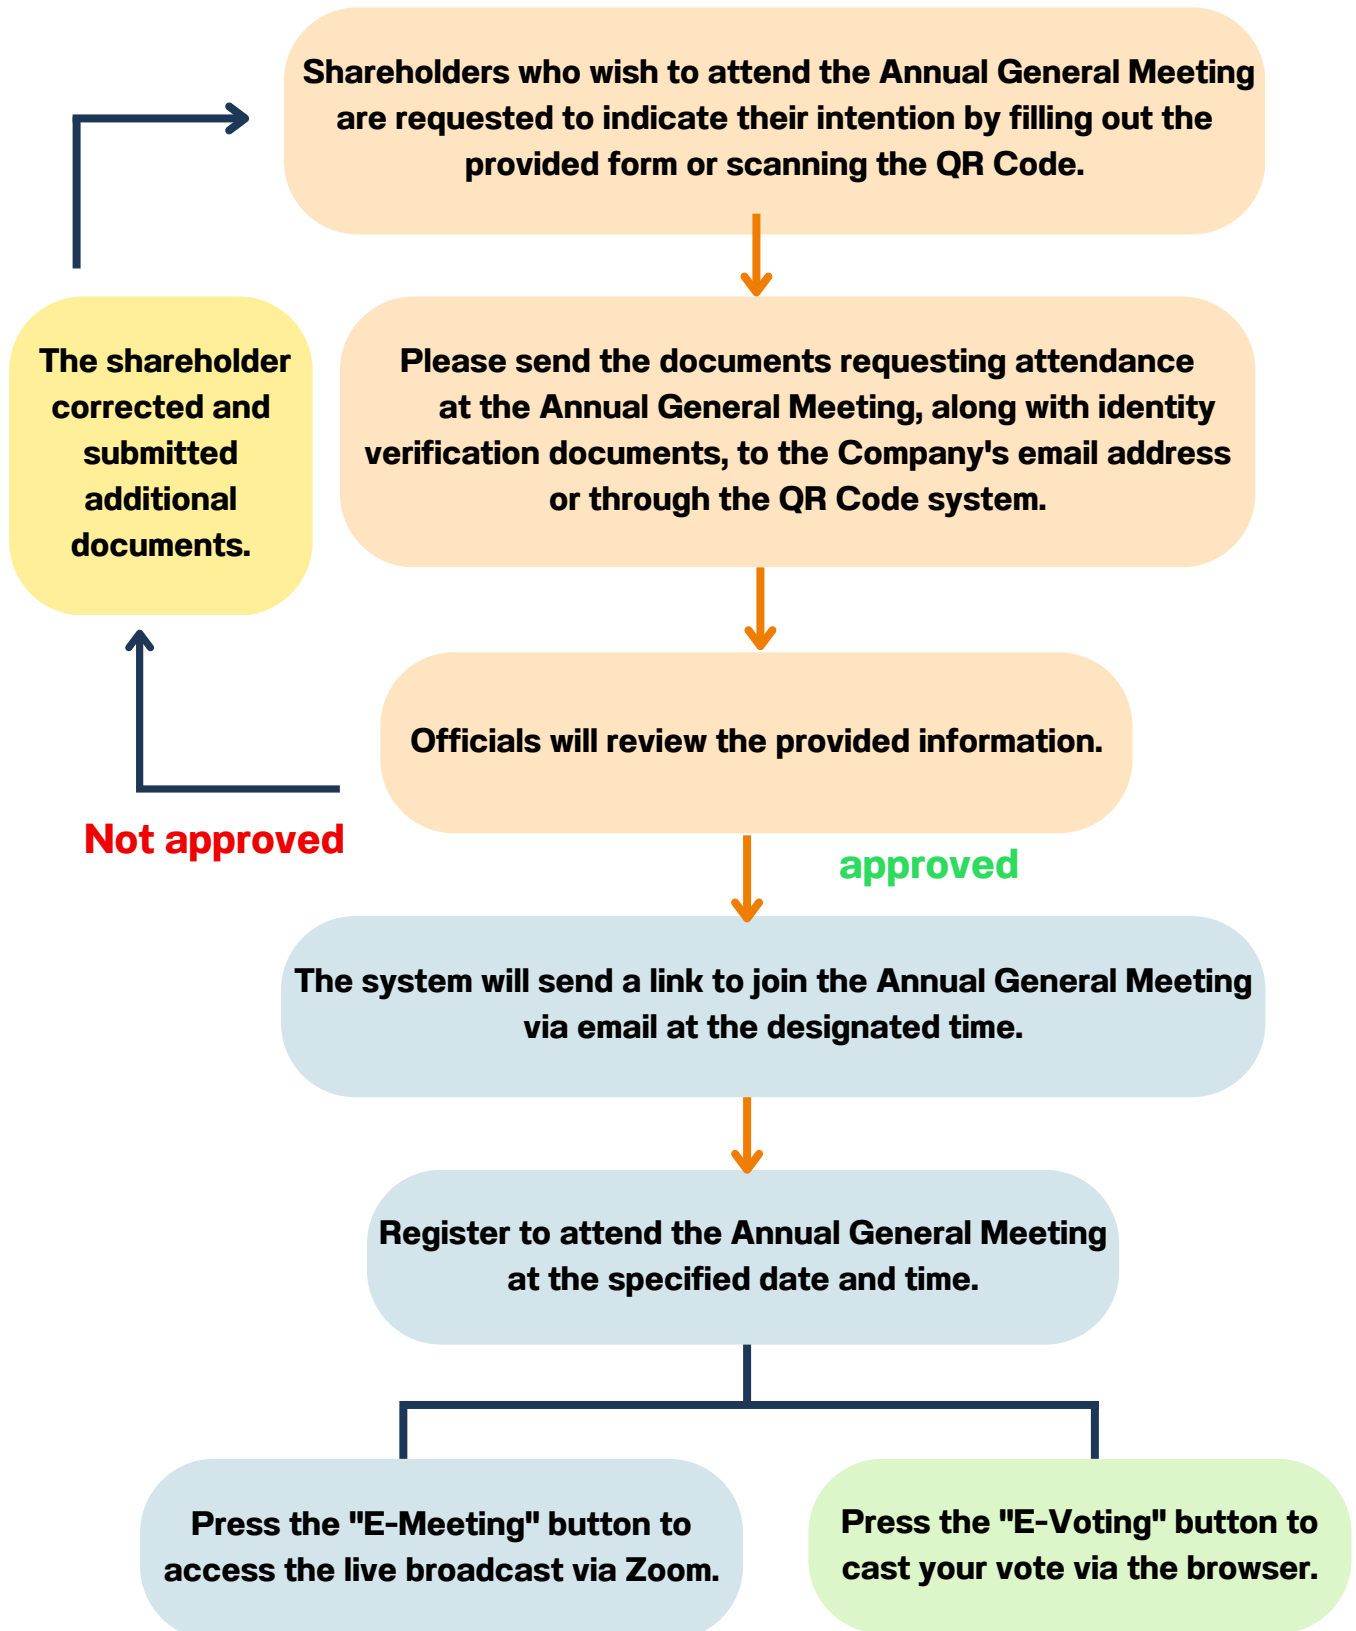 Shareholders who wish to attend the Annual General Meeting
are requested to indicate their intention by filling out the
provided form or scanning the QR Code.
The shareholder
corrected and
submitted
additional
documents.
Please send the documents requesting attendance
at the Annual General Meeting, along with identity
verification documents, to the Company's email address
or through the QR Code system.
Officials will review the provided information.
Not approved
approved
The system will send a link to join the Annual General Meeting
via email at the designated time.
Register to attend the Annual General Meeting
at the specified date and time.
Press the "E-Meeting" button to
access the live broadcast via Zoom.
Press the "E-Voting" button to
cast your vote via the browser.